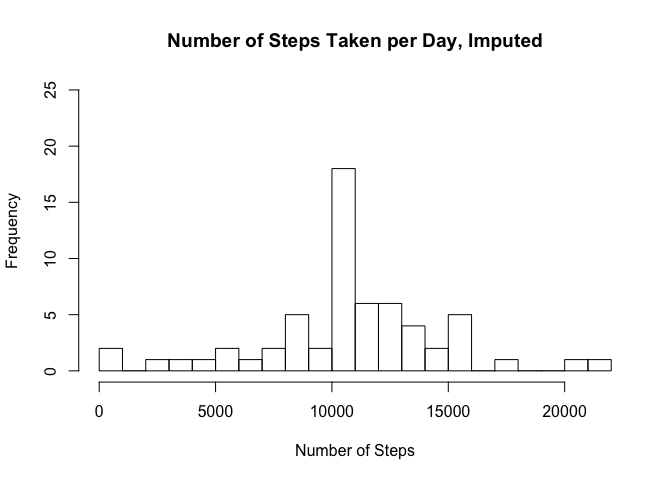 Number of Steps Taken per Day, Imputed
25
20
15
10
5
0
Frequency
0 5000 10000 15000 20000
Number of Steps